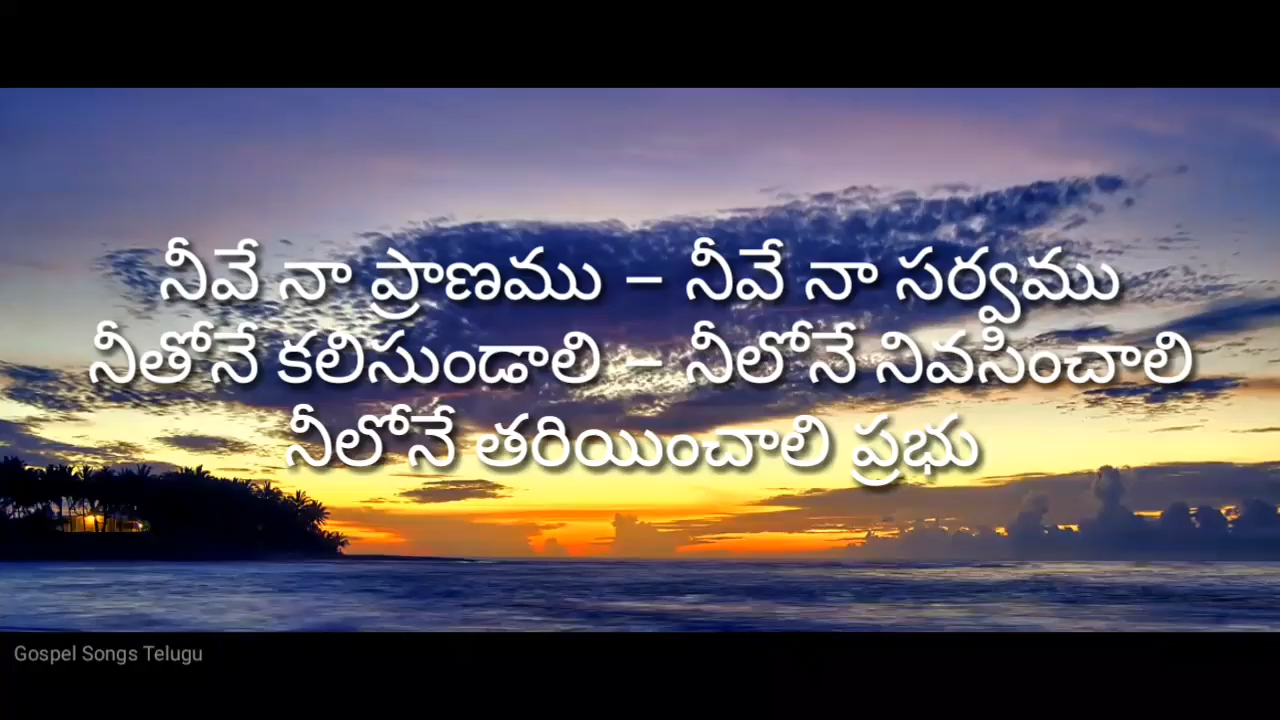 నీవే నా ప్రాణము – నీవే నా సర్వము
నీతోనే కలిసుండాలి – నీలోనే నివసించాలి
నీలోనే తరియించాలి ప్రభు
Gospel Songs Telugu